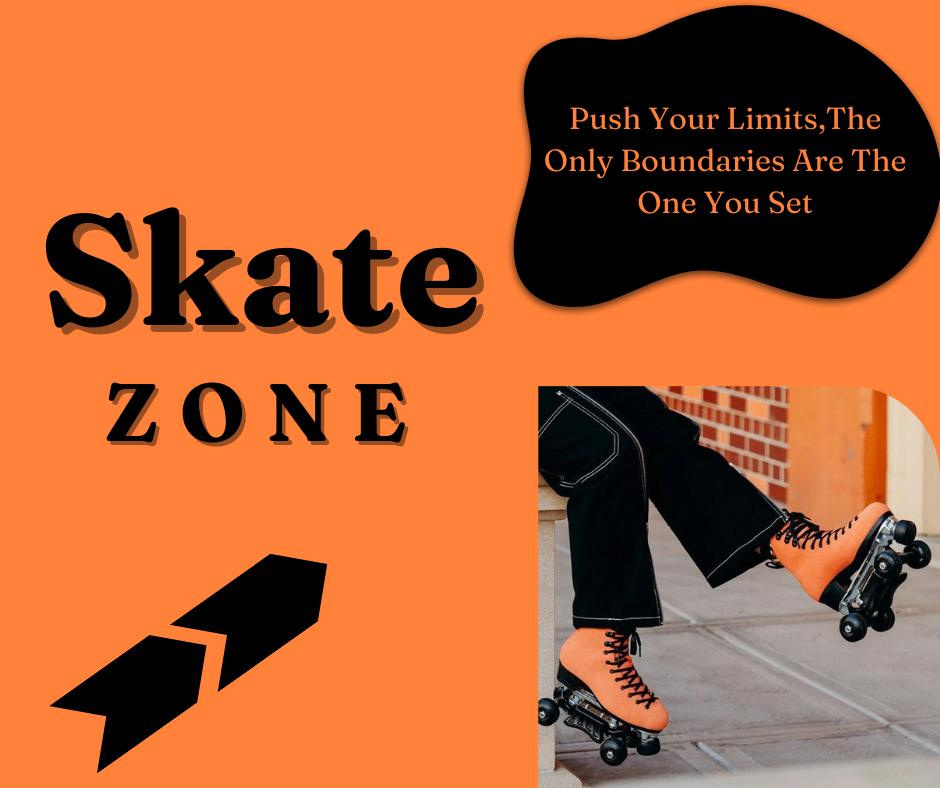 Push Your Limits,The
Only Boundaries Are The
One You Set
Skate
ZONE